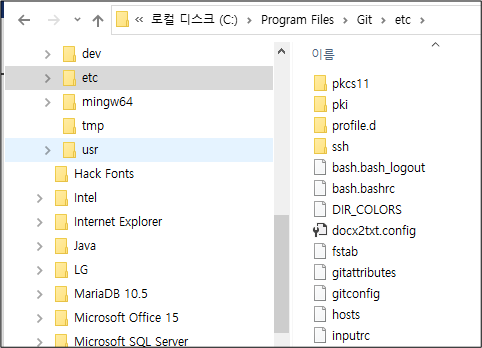 « 로컬 디스크 (C:) > Program Files > Git > etc >
dev
etc
mingw64
tmp
usr
Hack Fonts
Intel
Internet Explorer
Java
LG
MariaDB 10.5
Microsoft Office 15
Microsoft SQL Server
이름
pkcs11
pki
profile.d
ssh
bash.bash_logout
bash.bashrc
DIR_COLORS
docx2txt.config
fstab
gitattributes
gitconfig
hosts
inputrc